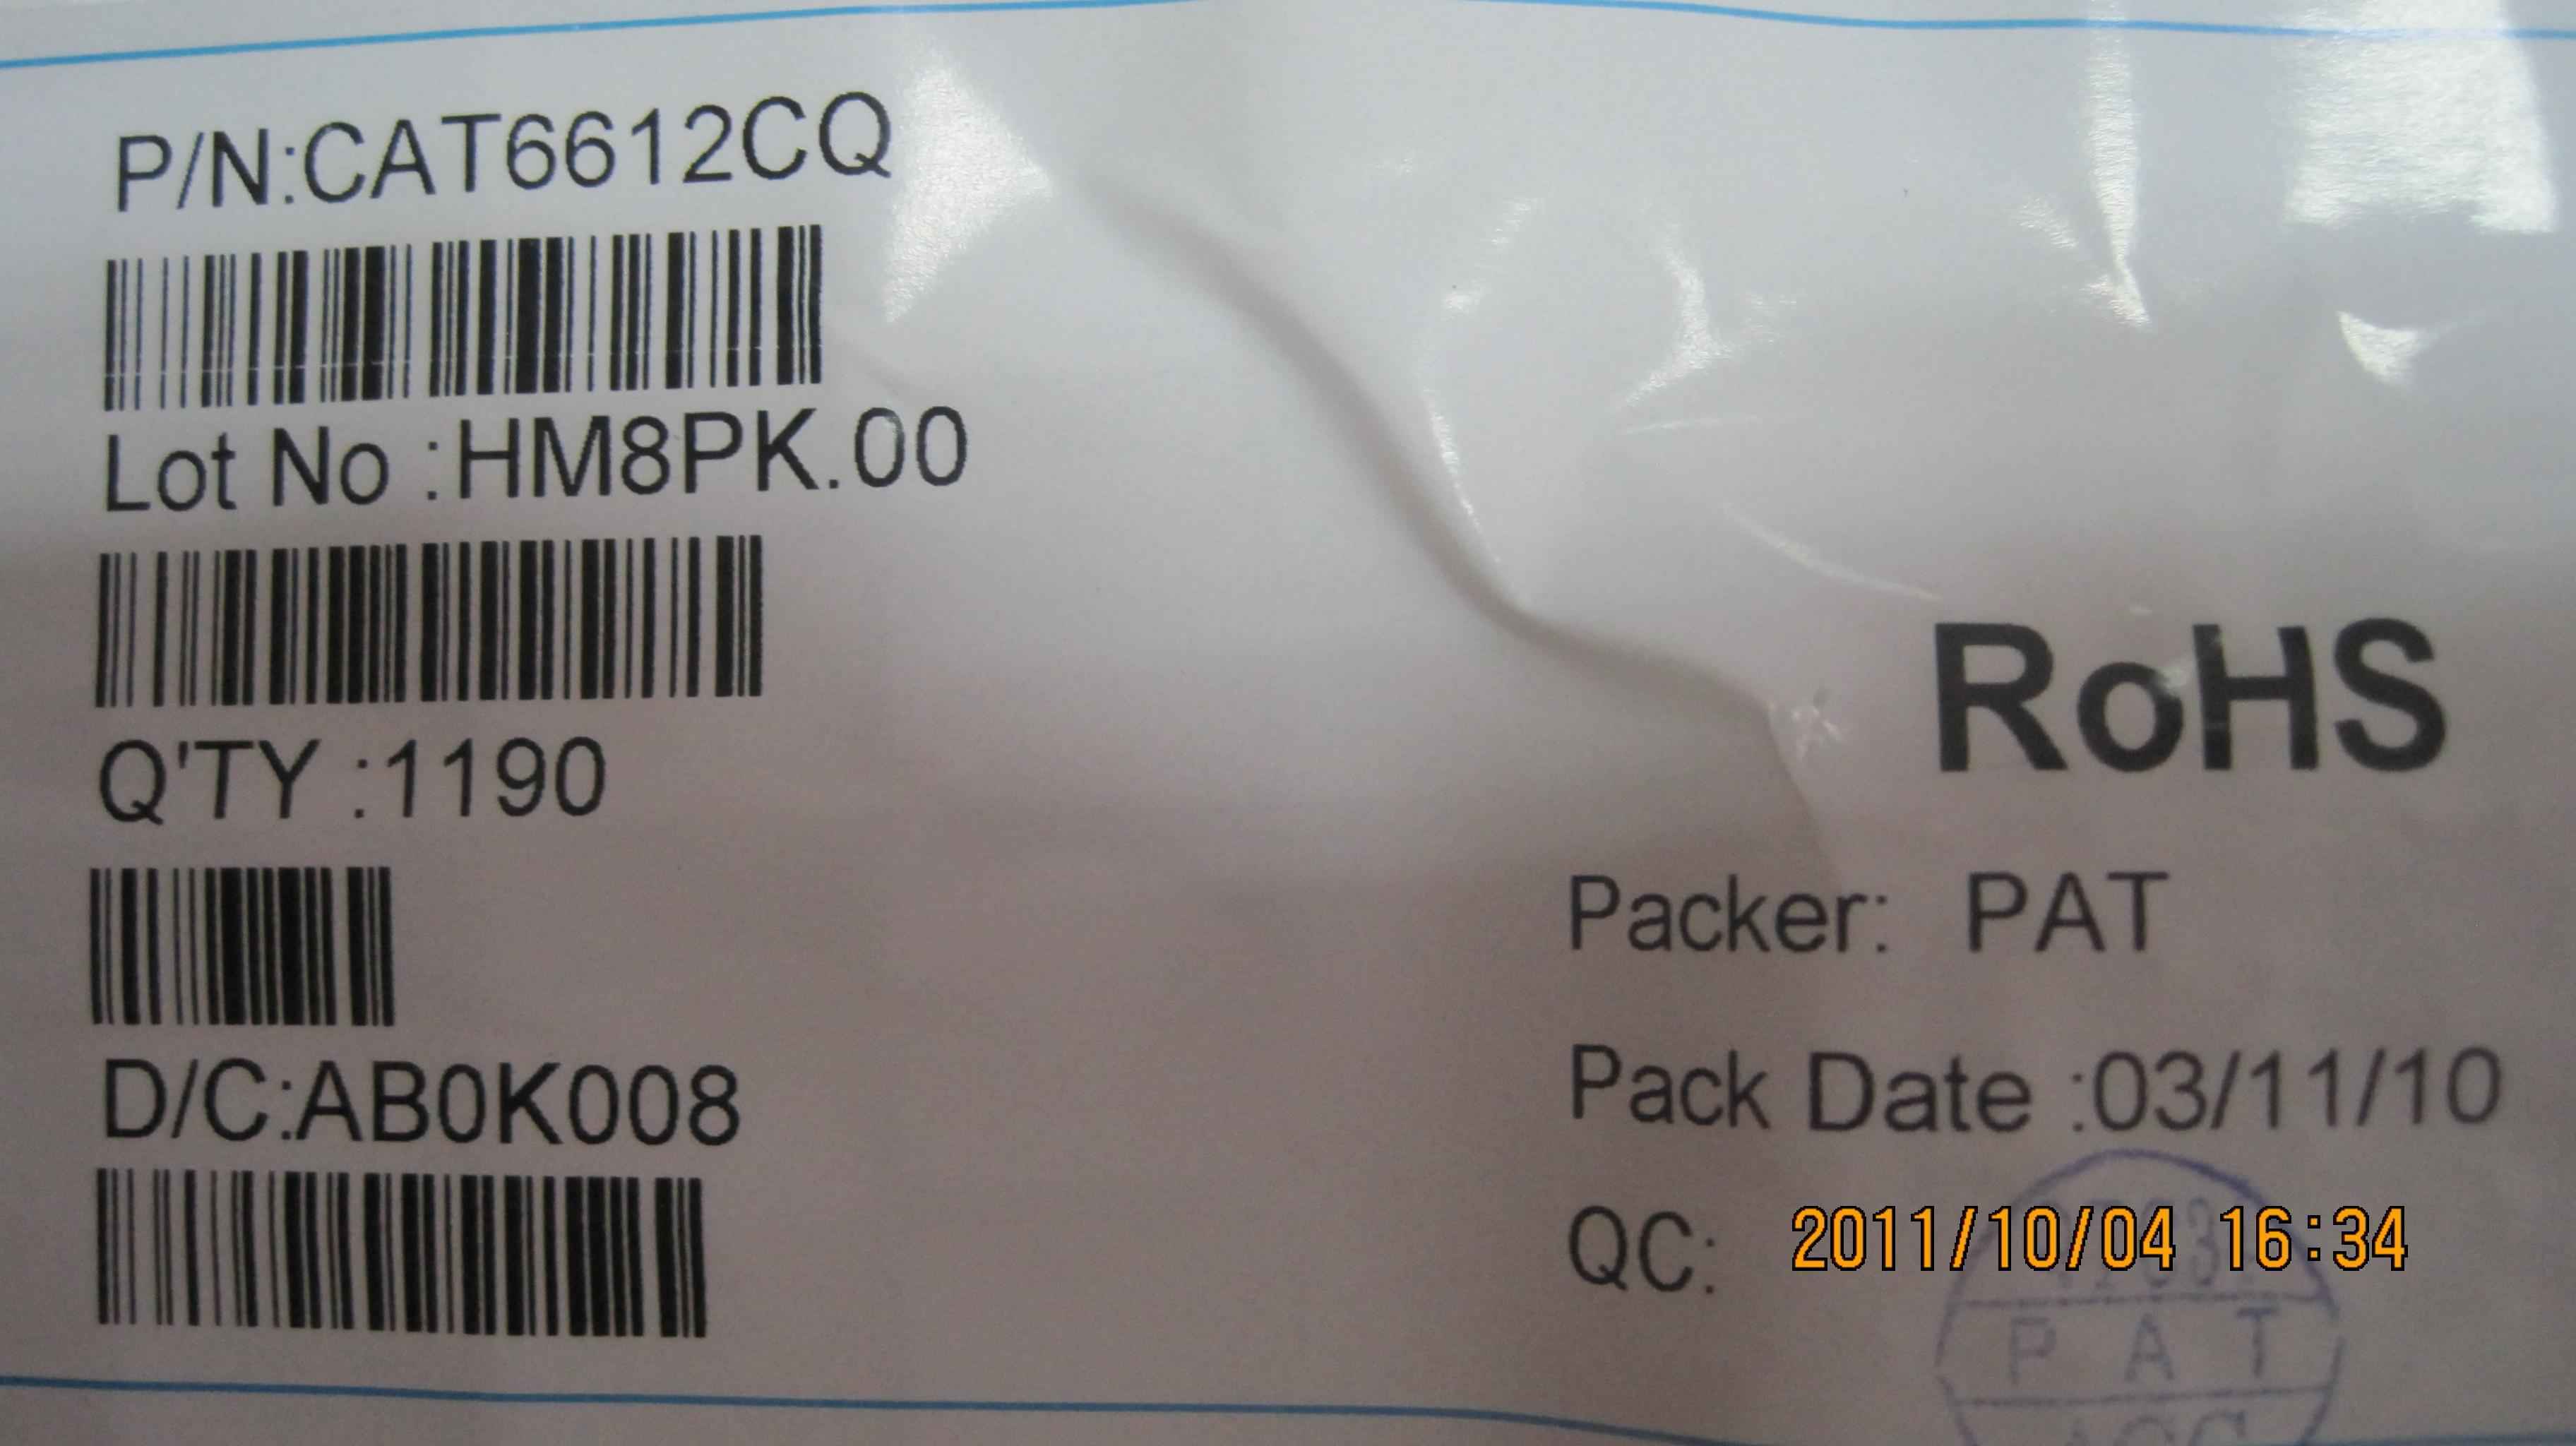 P/N:CAT6612CQ
Lot No :HM8PK.00
Q'TY :1190
D/C:AB0K008
RoHS
Packer: PAT
Pack Date :03/11/10
QC:
2011/10/04 16:34
P A T